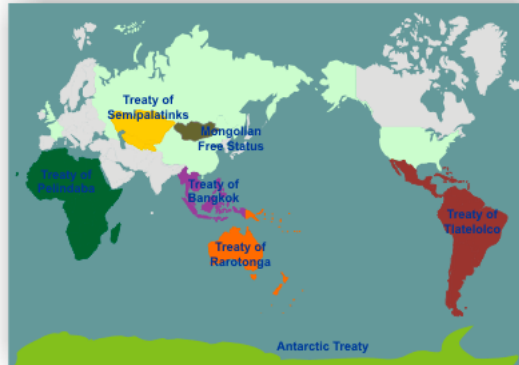 Treaty of
Semipalatinks
Mongolian
Free Status
Treaty of
Pelindaba
Treaty of
Bangkok
Treaty of
Tlateloico
Treaty of
Rarotonga
Antarctic Treaty